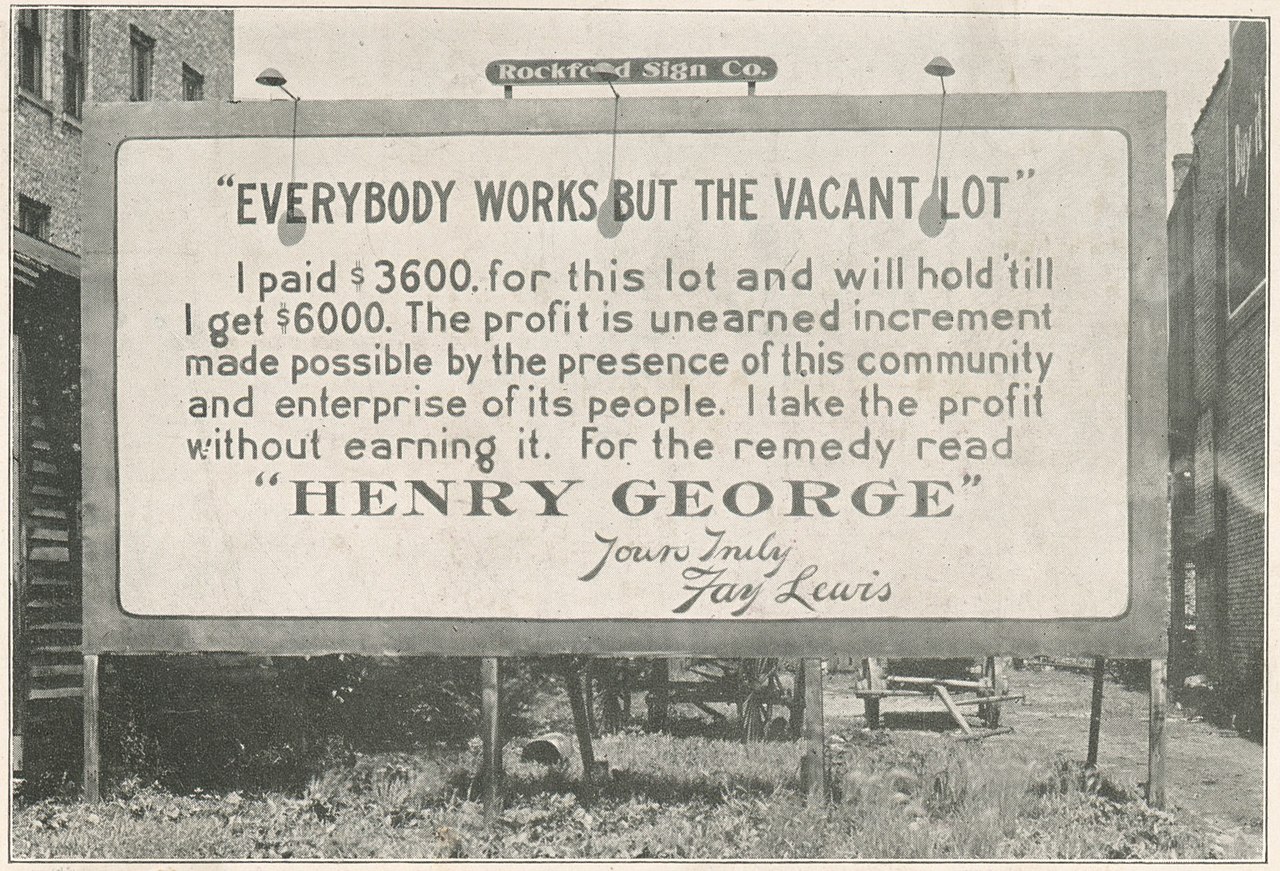 Rockford Sign Co.
"EVERYBODY WORKS BUT THE VACANT LOT"
I paid $3600. for this lot and will hold 'till
I get $6000. The profit is unearned increment
made possible by the presence of this community
and enterprise of its people. I take the profit
without earning it. For the remedy read
"HENRY GEORGE"
Yours Truly
Fay Lewis